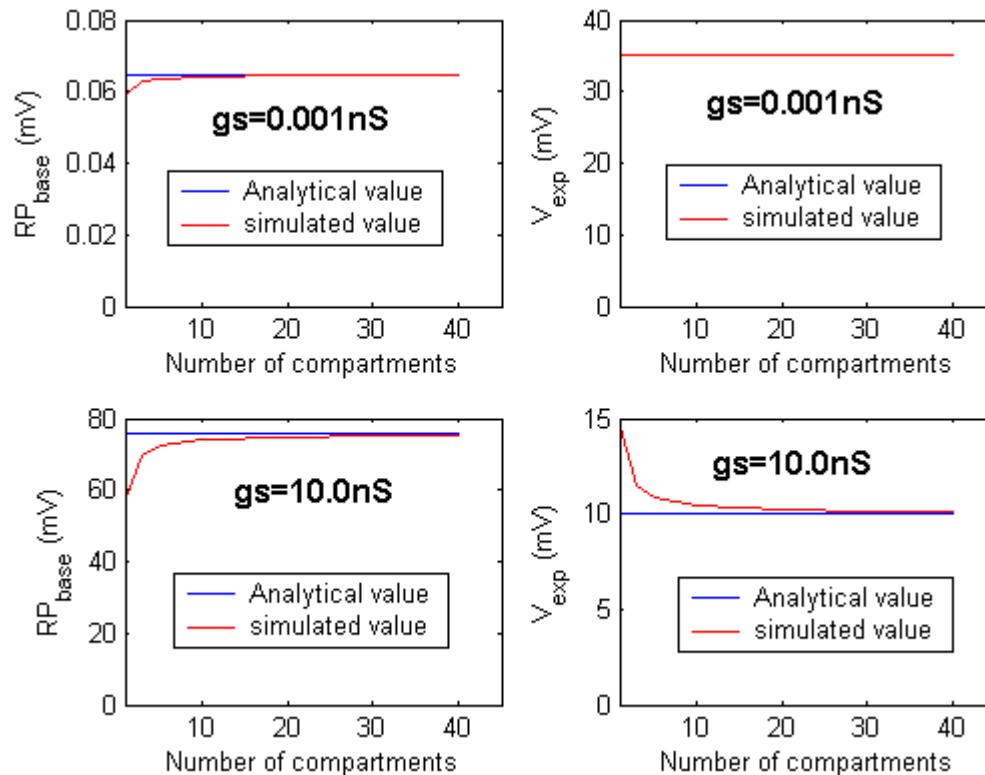 0.08
0.06
0.04
0.02
0
RP_base (mV)
gs=0.001nS
Analytical value
simulated value
10 20 30 40
Number of compartments
40
30
20
10
0
V_exp (mV)
gs=0.001nS
Analytical value
simulated value
10 20 30 40
Number of compartments
80
60
40
20
0
RP_base (mV)
gs=10.0nS
Analytical value
simulated value
10 20 30 40
Number of compartments
15
10
5
0
V_exp (mV)
gs=10.0nS
Analytical value
simulated value
10 20 30 40
Number of compartments